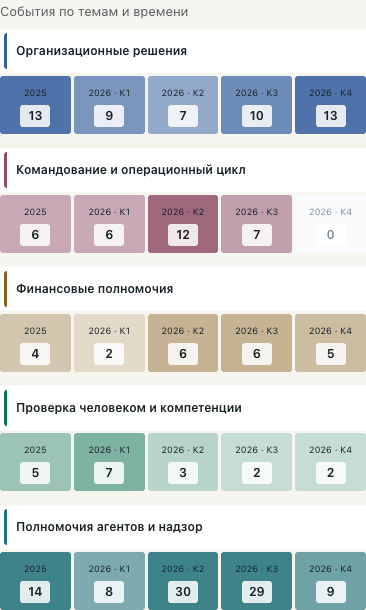 События по темам и времени
Организационные решения
2025 2026 · К1 2026 · К2 2026 · К3 2026 · К4
13 9 7 10 13
Командование и операционный цикл
2025 2026 · К1 2026 · К2 2026 · К3 2026 · К4
6 6 12 7 0
Финансовые полномочия
2025 2026 · К1 2026 · К2 2026 · К3 2026 · К4
4 2 6 6 5
Проверка человеком и компетенции
2025 2026 · К1 2026 · К2 2026 · К3 2026 · К4
5 7 3 2 2
Полномочия агентов и надзор
2025 2026 · К1 2026 · К2 2026 · К3 2026 · К4
14 8 30 29 9